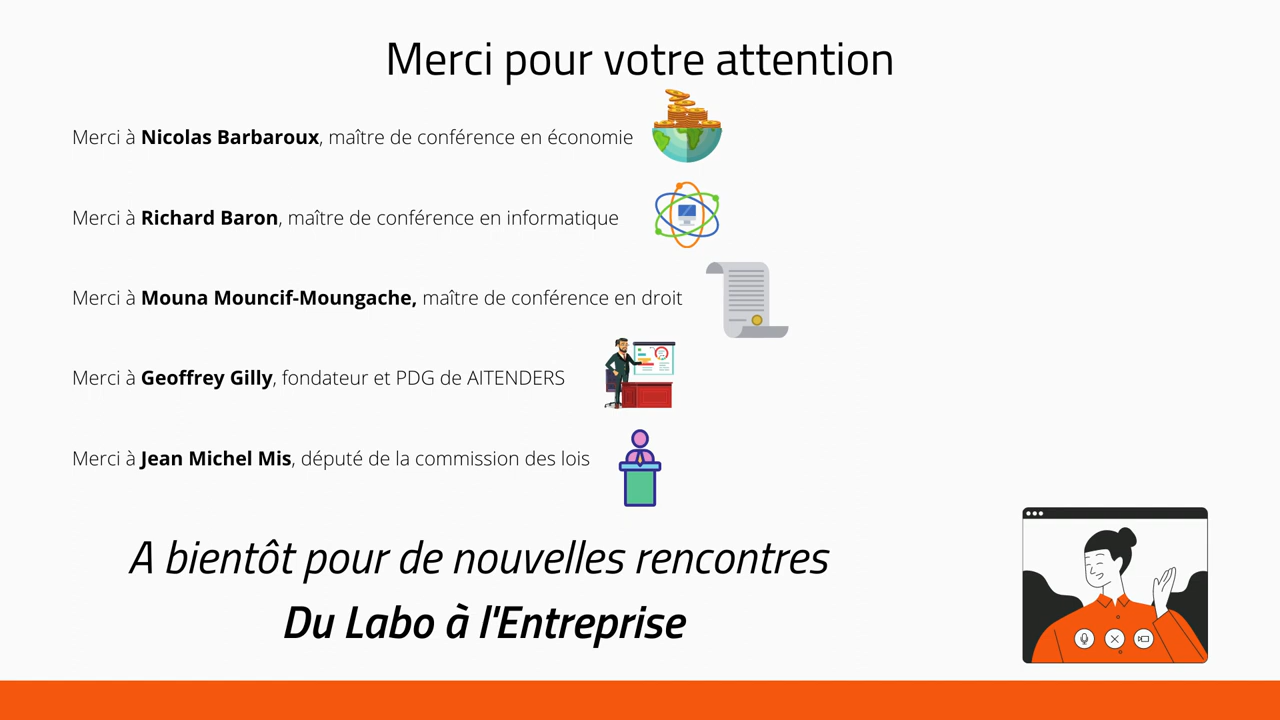 Merci pour votre attention
Merci à Nicolas Barbaroux, maître de conférence en économie
Merci à Richard Baron, maître de conférence en informatique
Merci à Mouna Mouncif-Moungache, maître de conférence en droit
Merci à Geoffrey Gilly, fondateur et PDG de AITENDERS
Merci à Jean Michel Mis, député de la commission des lois
A bientôt pour de nouvelles rencontres
Du Labo à l'Entreprise